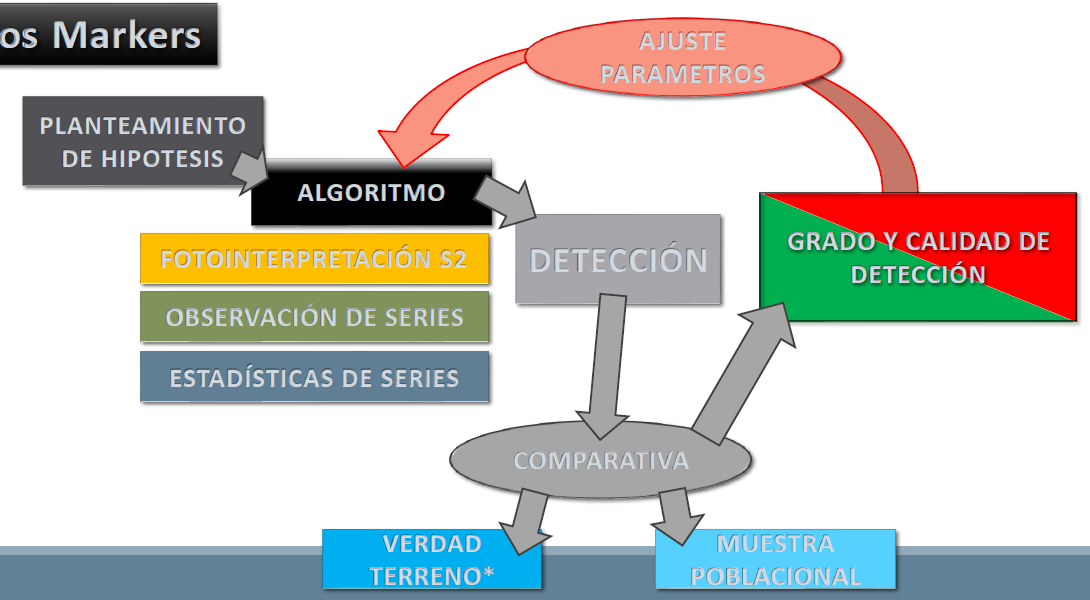 os Markers
AJUSTE
PARAMETROS
PLANTEAMIENTO
DE HIPOTESIS
ALGORITMO
FOTOINTERPRETACIÓN S2
OBSERVACIÓN DE SERIES
ESTADÍSTICAS DE SERIES
DETECCIÓN
GRADO Y CALIDAD DE
DETECCIÓN
COMPARATIVA
VERDAD
TERRENO*
MUESTRA
POBLACIONAL